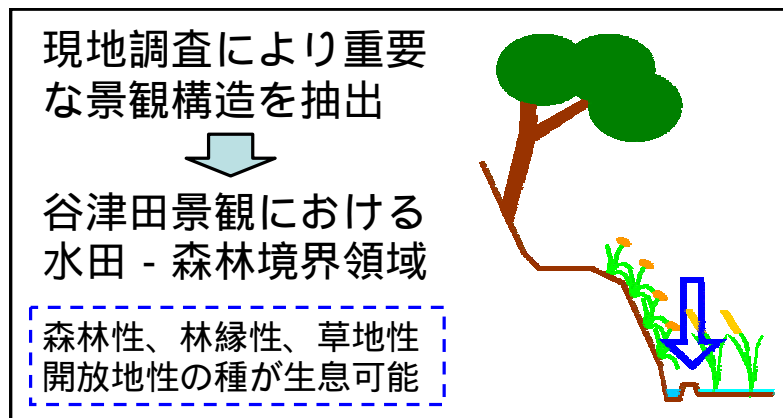 現地調査により重要
な景観構造を抽出
谷津田景観における
水田 - 森林境界領域
森林性、林縁性、草地性
開放地性の種が生息可能